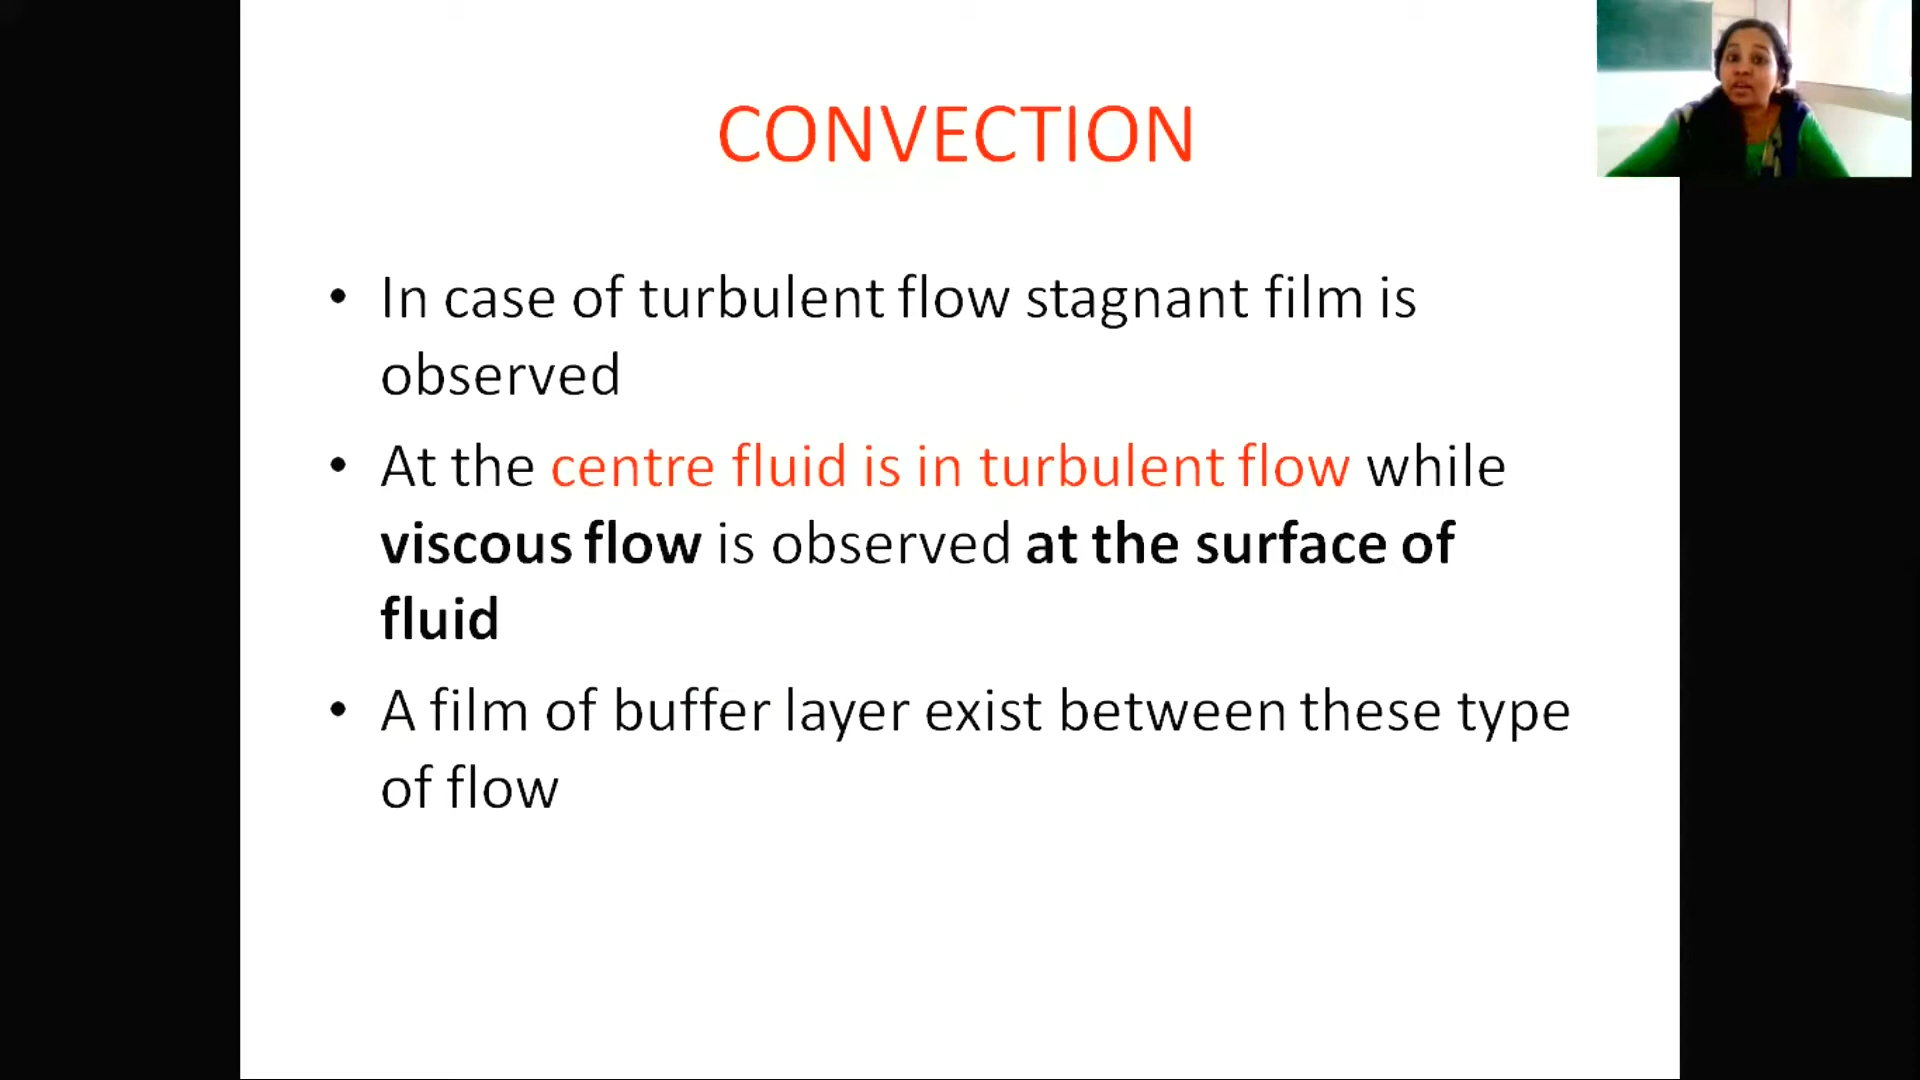 CONVECTION
• In case of turbulent flow stagnant film is
observed
• At the centre fluid is in turbulent flow while
viscous flow is observed at the surface of
fluid
• A film of buffer layer exist between these type
of flow